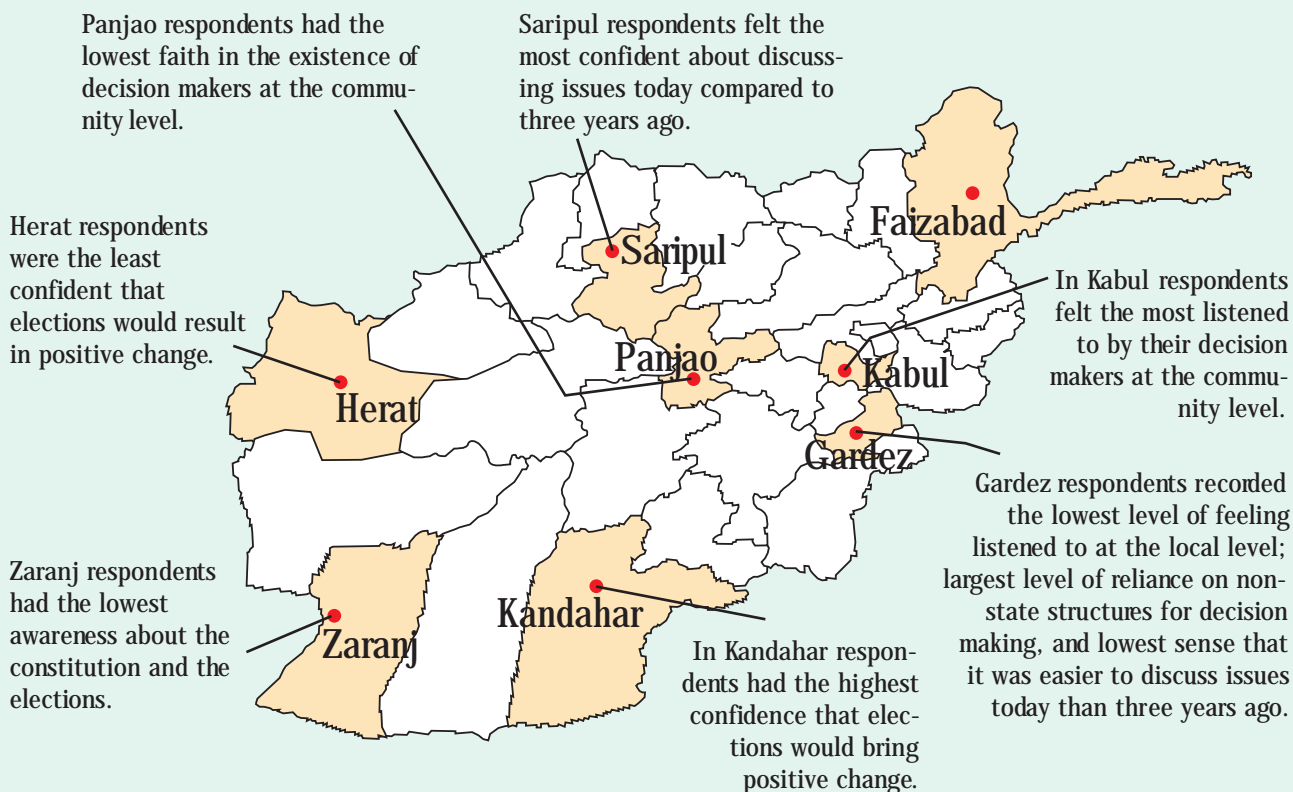 Panjao respondents had the
lowest faith in the existence of
decision makers at the commu-
nity level.
Saripul respondents felt the
most confident about discuss-
ing issues today compared to
three years ago.
Herat respondents
were the least
confident that
elections would result
in positive change.
Faizabad
Saripul
In Kabul respondents
felt the most listened
to by their decision
makers at the commu-
nity level.
Panjao
Kabul
Herat
Gardez
Gardez respondents recorded
the lowest level of feeling
listened to at the local level;
largest level of reliance on non-
state structures for decision
making, and lowest sense that
it was easier to discuss issues
today than three years ago.
Zaranj respondents
had the lowest
awareness about the
constitution and the
elections.
Kandahar
Zaranj
In Kandahar respon-
dents had the highest
confidence that elec-
tions would bring
positive change.